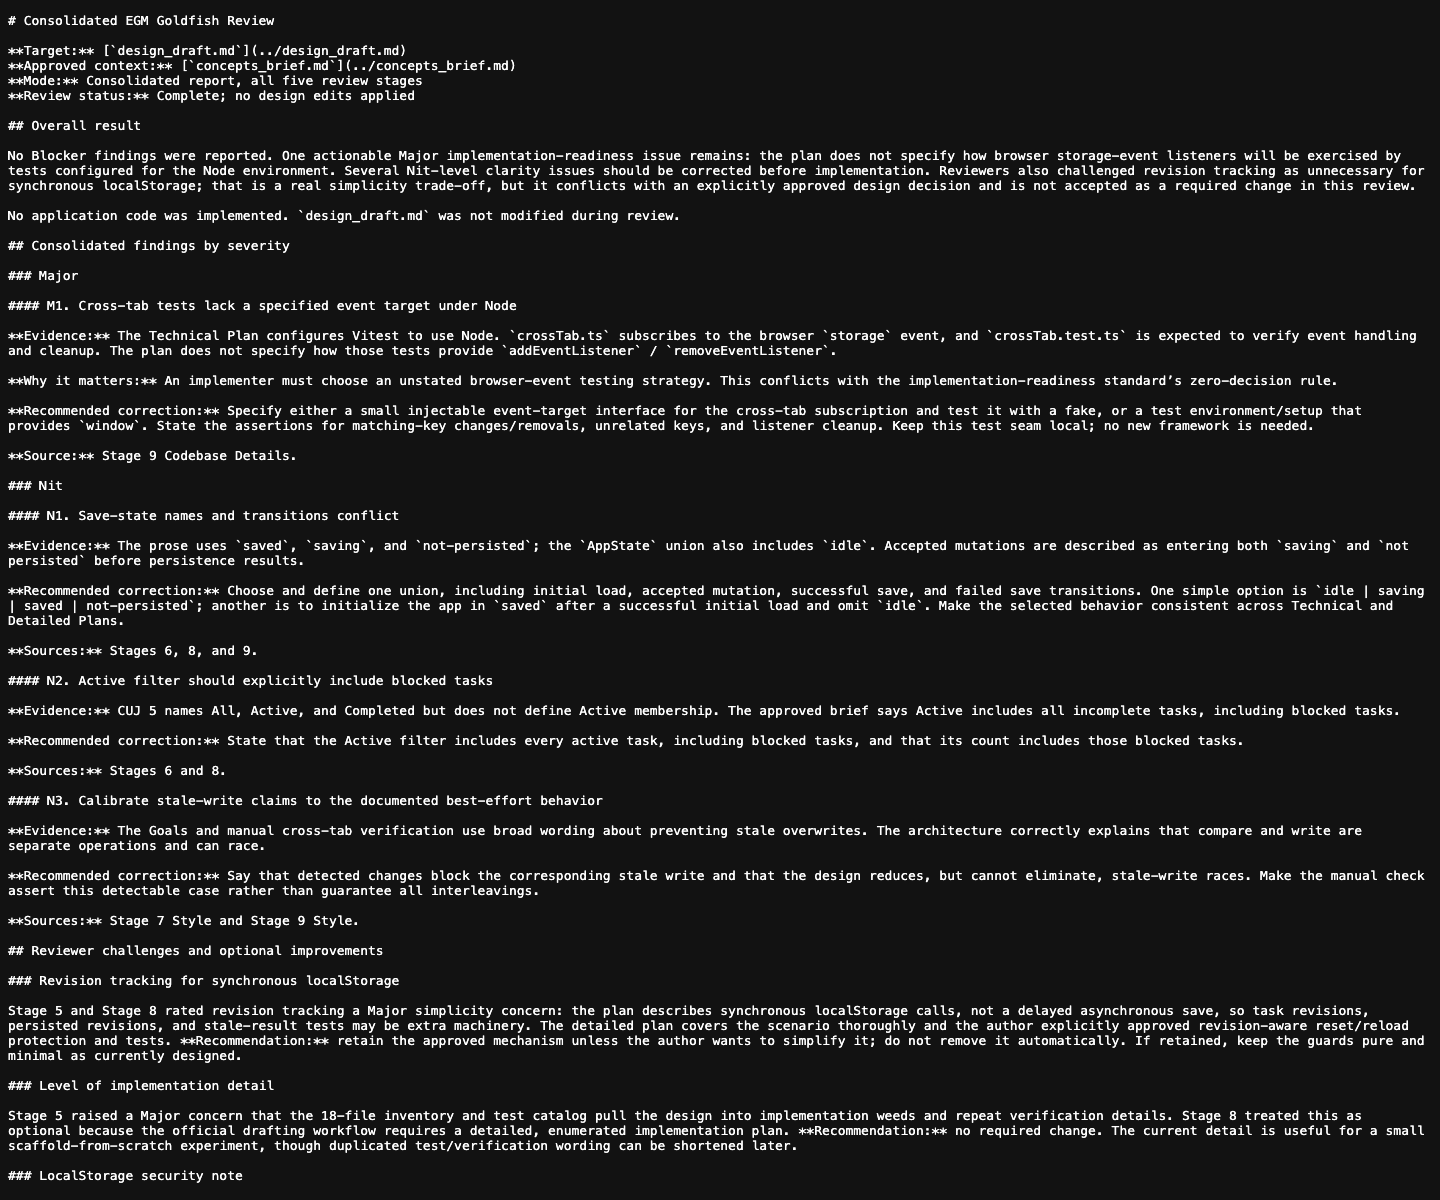 # Consolidated EGM Goldfish Review
**Target:** [`design_draft.md`](../design_draft.md)
**Approved context:** [`concepts_brief.md`](../concepts_brief.md)
**Mode:** Consolidated report, all five review stages
**Review status:** Complete; no design edits applied
## Overall result
No Blocker findings were reported. One actionable Major implementation-readiness issue remains: the plan does not specify how browser storage-event listeners will be exercised by
tests configured for the Node environment. Several Nit-level clarity issues should be corrected before implementation. Reviewers also challenged revision tracking as unnecessary for
synchronous localStorage; that is a real simplicity trade-off, but it conflicts with an explicitly approved design decision and is not accepted as a required change in this review.
No application code was implemented. `design_draft.md` was not modified during review.
## Consolidated findings by severity
### Major
#### M1. Cross-tab tests lack a specified event target under Node
**Evidence:** The Technical Plan configures Vitest to use Node. `crossTab.ts` subscribes to the browser `storage` event, and `crossTab.test.ts` is expected to verify event handling
and cleanup. The plan does not specify how those tests provide `addEventListener` / `removeEventListener`.
**Why it matters:** An implementer must choose an unstated browser-event testing strategy. This conflicts with the implementation-readiness standard’s zero-decision rule.
**Recommended correction:** Specify either a small injectable event-target interface for the cross-tab subscription and test it with a fake, or a test environment/setup that
provides `window`. State the assertions for matching-key changes/removals, unrelated keys, and listener cleanup. Keep this test seam local; no new framework is needed.
**Source:** Stage 9 Codebase Details.
### Nit
#### N1. Save-state names and transitions conflict
**Evidence:** The prose uses `saved`, `saving`, and `not-persisted`; the `AppState` union also includes `idle`. Accepted mutations are described as entering both `saving` and `not
persisted` before persistence results.
**Recommended correction:** Choose and define one union, including initial load, accepted mutation, successful save, and failed save transitions. One simple option is `idle | saving
| saved | not-persisted`; another is to initialize the app in `saved` after a successful initial load and omit `idle`. Make the selected behavior consistent across Technical and
Detailed Plans.
**Sources:** Stages 6, 8, and 9.
#### N2. Active filter should explicitly include blocked tasks
**Evidence:** CUJ 5 names All, Active, and Completed but does not define Active membership. The approved brief says Active includes all incomplete tasks, including blocked tasks.
**Recommended correction:** State that the Active filter includes every active task, including blocked tasks, and that its count includes those blocked tasks.
**Sources:** Stages 6 and 8.
#### N3. Calibrate stale-write claims to the documented best-effort behavior
**Evidence:** The Goals and manual cross-tab verification use broad wording about preventing stale overwrites. The architecture correctly explains that compare and write are
separate operations and can race.
**Recommended correction:** Say that detected changes block the corresponding stale write and that the design reduces, but cannot eliminate, stale-write races. Make the manual check
assert this detectable case rather than guarantee all interleavings.
**Sources:** Stage 7 Style and Stage 9 Style.
## Reviewer challenges and optional improvements
### Revision tracking for synchronous localStorage
Stage 5 and Stage 8 rated revision tracking a Major simplicity concern: the plan describes synchronous localStorage calls, not a delayed asynchronous save, so task revisions,
persisted revisions, and stale-result tests may be extra machinery. The detailed plan covers the scenario thoroughly and the author explicitly approved revision-aware reset/reload
protection and tests. **Recommendation:** retain the approved mechanism unless the author wants to simplify it; do not remove it automatically. If retained, keep the guards pure and
minimal as currently designed.
### Level of implementation detail
Stage 5 raised a Major concern that the 18-file inventory and test catalog pull the design into implementation weeds and repeat verification details. Stage 8 treated this as
optional because the official drafting workflow requires a detailed, enumerated implementation plan. **Recommendation:** no required change. The current detail is useful for a small
scaffold-from-scratch experiment, though duplicated test/verification wording can be shortened later.
### LocalStorage security note